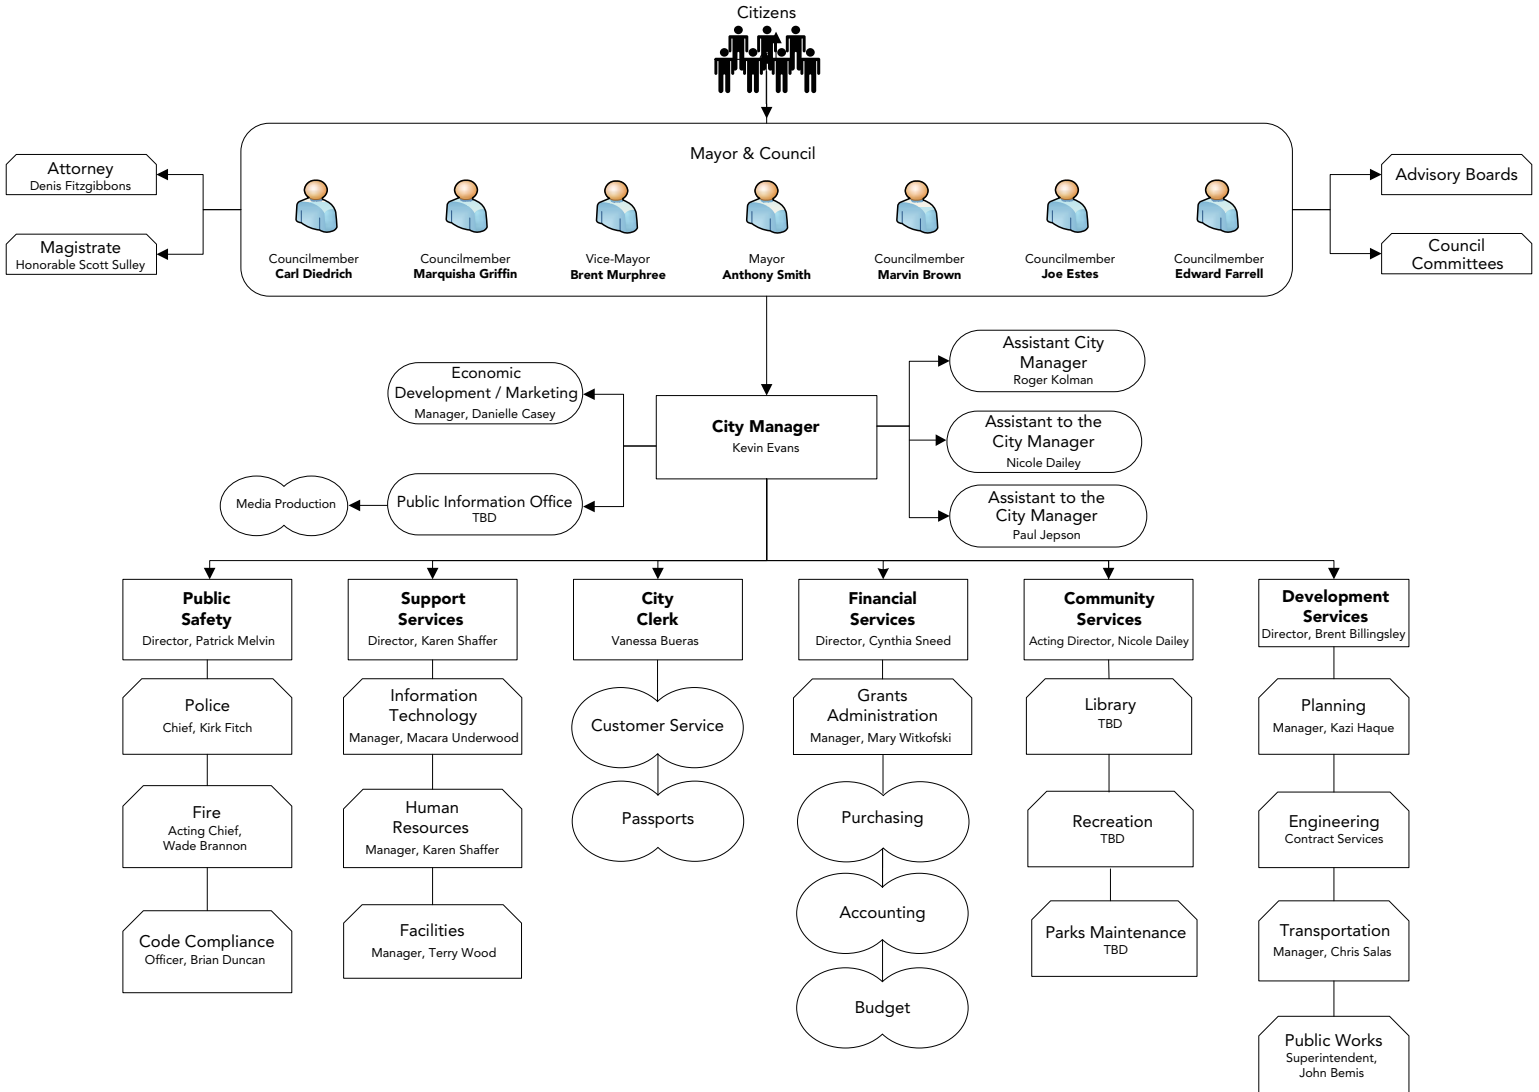 Citizens
Mayor & Council
Attorney
Denis Fitzgibbons
Magistrate
Honorable Scott Sulley
Councilmember
Carl Diedrich
Councilmember
Marquisha Griffin
Vice-Mayor
Brent Murphree
Mayor
Anthony Smith
Councilmember
Marvin Brown
Councilmember
Joe Estes
Councilmember
Edward Farrell
Advisory Boards
Council
Committees
Economic
Development / Marketing
Manager, Danielle Casey
Media Production
Public Information Office
TBD
City Manager
Kevin Evans
Assistant City
Manager
Roger Kolman
Assistant to the
City Manager
Nicole Dailey
Assistant to the
City Manager
Paul Jepson
Public
Safety
Director, Patrick Melvin
Police
Chief, Kirk Fitch
Fire
Acting Chief,
Wade Brannon
Code Compliance
Officer, Brian Duncan
Support
Services
Director, Karen Shaffer
Information
Technology
Manager, Macara Underwood
Human
Resources
Manager, Karen Shaffer
Facilities
Manager, Terry Wood
City
Clerk
Vanessa Bueras
Customer Service
Passports
Financial
Services
Director, Cynthia Sneed
Grants
Administration
Manager, Mary Witkofski
Purchasing
Accounting
Budget
Community
Services
Acting Director, Nicole Dailey
Library
TBD
Recreation
TBD
Parks Maintenance
TBD
Development
Services
Director, Brent Billingsley
Planning
Manager, Kazi Haque
Engineering
Contract Services
Transportation
Manager, Chris Salas
Public Works
Superintendent,
John Bemis